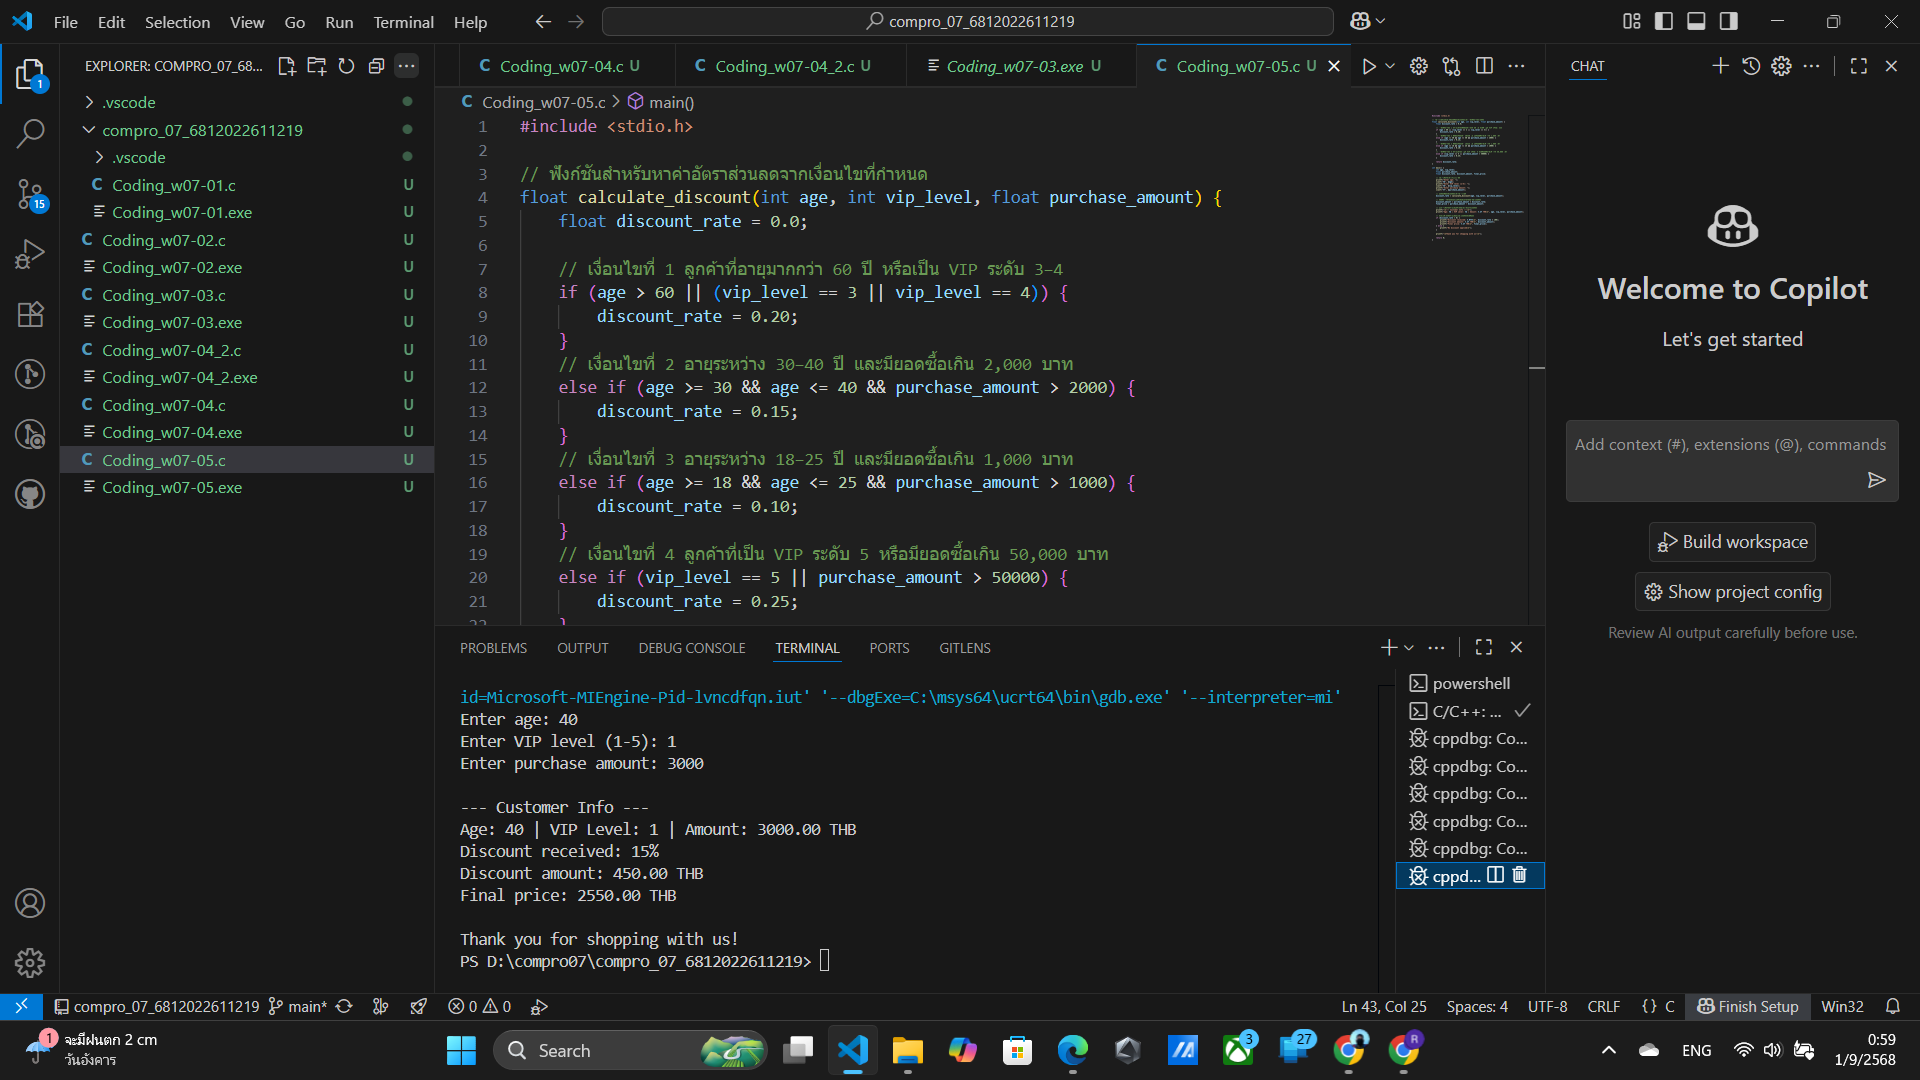 File Edit Selection View Go Run Terminal Help
compro_07_6812022611219
EXPLORER: COMPRO_07_68...
.vscode
compro_07_6812022611219
.vscode
Coding_w07-01.c U
Coding_w07-01.exe U
Coding_w07-02.c U
Coding_w07-02.exe U
Coding_w07-03.c U
Coding_w07-03.exe U
Coding_w07-04_2.c U
Coding_w07-04_2.exe U
Coding_w07-04.c U
Coding_w07-04.exe U
Coding_w07-05.c U
Coding_w07-05.exe U
1
15
C Coding_w07-04.c U C Coding_w07-04_2.c U Coding_w07-03.exe U C Coding_w07-05.c U
C Coding_w07-05.c > main()
1 #include <stdio.h>
2
3 // ฟังก์ชันสำหรับหาค่าอัตราส่วนลดจากเงื่อนไขที่กำหนด
4 float calculate_discount(int age, int vip_level, float purchase_amount) {
5 float discount_rate = 0.0;
6
7 // เงื่อนไขที่ 1 ลูกค้าที่อายุมากกว่า 60 ปี หรือเป็น VIP ระดับ 3–4
8 if (age > 60 || (vip_level == 3 || vip_level == 4)) {
9 discount_rate = 0.20;
10 }
11 // เงื่อนไขที่ 2 อายุระหว่าง 30–40 ปี และมียอดซื้อเกิน 2,000 บาท
12 else if (age >= 30 && age <= 40 && purchase_amount > 2000) {
13 discount_rate = 0.15;
14 }
15 // เงื่อนไขที่ 3 อายุระหว่าง 18–25 ปี และมียอดซื้อเกิน 1,000 บาท
16 else if (age >= 18 && age <= 25 && purchase_amount > 1000) {
17 discount_rate = 0.10;
18 }
19 // เงื่อนไขที่ 4 ลูกค้าที่เป็น VIP ระดับ 5 หรือมียอดซื้อเกิน 50,000 บาท
20 else if (vip_level == 5 || purchase_amount > 50000) {
21 discount_rate = 0.25;
22 }
PROBLEMS OUTPUT DEBUG CONSOLE TERMINAL PORTS GITLENS
id=Microsoft-MIEngine-Pid-lvncdfqn.iut' '--dbgExe=C:\msys64\ucrt64\bin\gdb.exe' '--interpreter=mi'
Enter age: 40
Enter VIP level (1-5): 1
Enter purchase amount: 3000
--- Customer Info ---
Age: 40 | VIP Level: 1 | Amount: 3000.00 THB
Discount received: 15%
Discount amount: 450.00 THB
Final price: 2550.00 THB
Thank you for shopping with us!
PS D:\compro07\compro_07_6812022611219>
powershell
C/C++: ...
cppdbg: Co...
cppdbg: Co...
cppdbg: Co...
cppdbg: Co...
cppdbg: Co...
cppd...
CHAT
Welcome to Copilot
Let's get started
Add context (#), extensions (@), commands
Build workspace
Show project config
Review AI output carefully before use.
compro_07_6812022611219 main* 0 0 Ln 43, Col 25 Spaces: 4 UTF-8 CRLF {} C Finish Setup Win32
1
จะมีฝนตก 2 cm
วันอังคาร
Search
3
27
R
ENG
0:59
1/9/2568